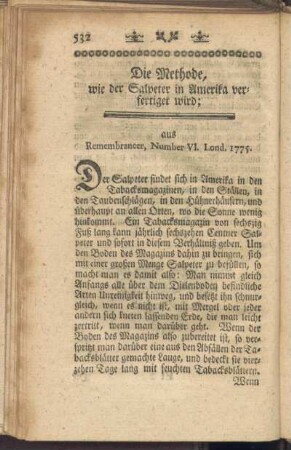 532
Die Methode,
wie der Salpeter in Amerika ver-
fertiget wird;
aus
Remembrancer, Number VI. Lond. 1775.
Der Salpeter findet sich in Amerika in den
Tabacksmagazinen, in den Ställen,
in den Taubenschlägen, in den Hühnerhäusern, und
überhaupt an allen Orten, wo die Sonne wenig
hinkommt. Ein Tabacksmagazin von sechszig
Fuß lang kann jährlich sechszehen Centner Sal-
peter und sofort in diesem Verhältniß geben. Um
den Boden des Magazins dahin zu bringen, sich
mit einer großen Menge Salpeter zu befüllen, so
macht man es damit also: Man nimmt gleich
Anfangs alle über dem Dielenboden befindliche
Arten Unreinigkeit hinweg, und besetzt ihn schnur-
gleich, wenn es nicht ist, mit Mergel oder jeder
andern sich kneten lassenden Erde, die man leicht
zertritt, wenn man darüber geht. Wenn der
Boden des Magazins also zubereitet ist, so ver-
spritzt man darüber eine aus den Abfällen der Ta-
backsblätter gemachte Lauge, und bedeckt sie vier-
zehen Tage lang mit feuchten Tabacksblättern.
Wenn